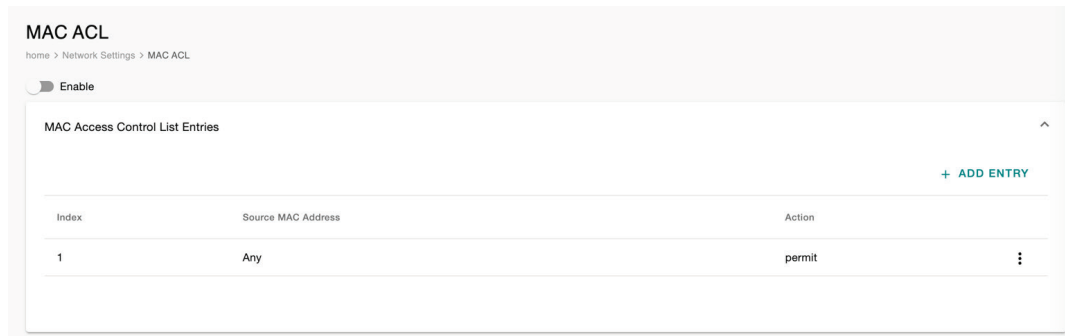 MAC ACL
home > Network Settings > MAC ACL
Enable
MAC Access Control List Entries
+ ADD ENTRY
Index Source MAC Address Action
1 Any permit